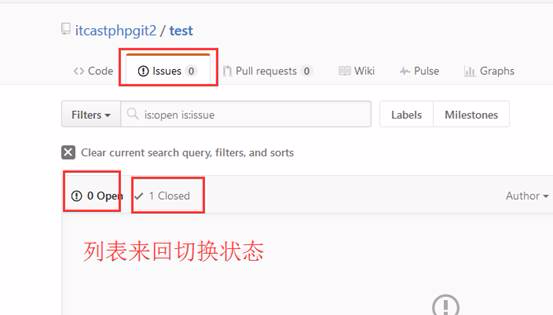 itcastphpgit2 / test
Code Issues 0 Pull requests 0 Wiki Pulse Graphs
Filters is:open is:issue Labels Milestones
Clear current search query, filters, and sorts
0 Open 1 Closed Author
列表来回切换状态